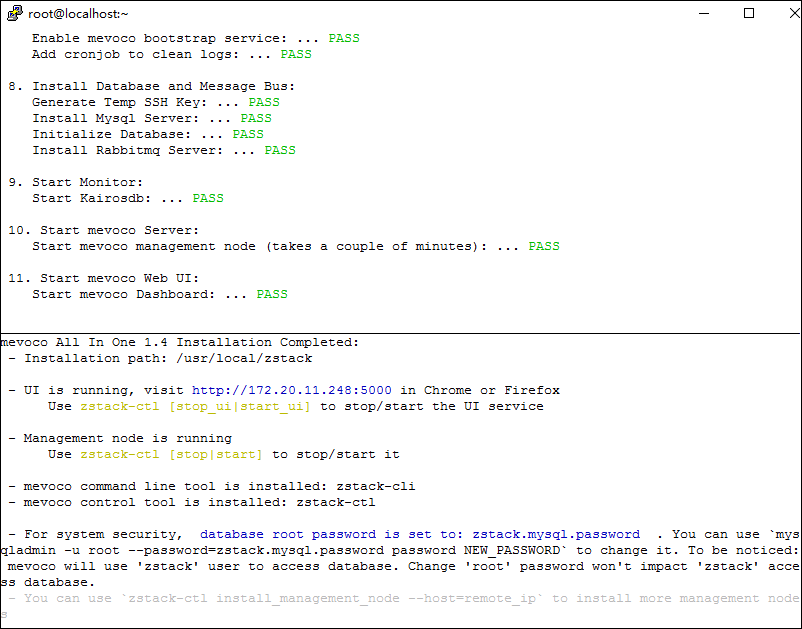 root@localhost:~
Enable mevoco bootstrap service: ... PASS
Add cronjob to clean logs: ... PASS
8. Install Database and Message Bus:
Generate Temp SSH Key: ... PASS
Install Mysql Server: ... PASS
Initialize Database: ... PASS
Install Rabbitmq Server: ... PASS
9. Start Monitor:
Start Kairosdb: ... PASS
10. Start mevoco Server:
Start mevoco management node (takes a couple of minutes): ... PASS
11. Start mevoco Web UI:
Start mevoco Dashboard: ... PASS
mevoco All In One 1.4 Installation Completed:
- Installation path: /usr/local/zstack
- UI is running, visit http://172.20.11.248:5000 in Chrome or Firefox
Use zstack-ctl [stop_ui|start_ui] to stop/start the UI service
- Management node is running
Use zstack-ctl [stop|start] to stop/start it
- mevoco command line tool is installed: zstack-cli
- mevoco control tool is installed: zstack-ctl
- For system security,  database root password is set to: zstack.mysql.password  . You can use `mys
qladmin -u root --password=zstack.mysql.password password NEW_PASSWORD` to change it. To be noticed:
mevoco will use 'zstack' user to access database. Change 'root' password won't impact 'zstack' acce
ss database.
- You can use `zstack-ctl install_management_node --host=remote_ip` to install more management node
s